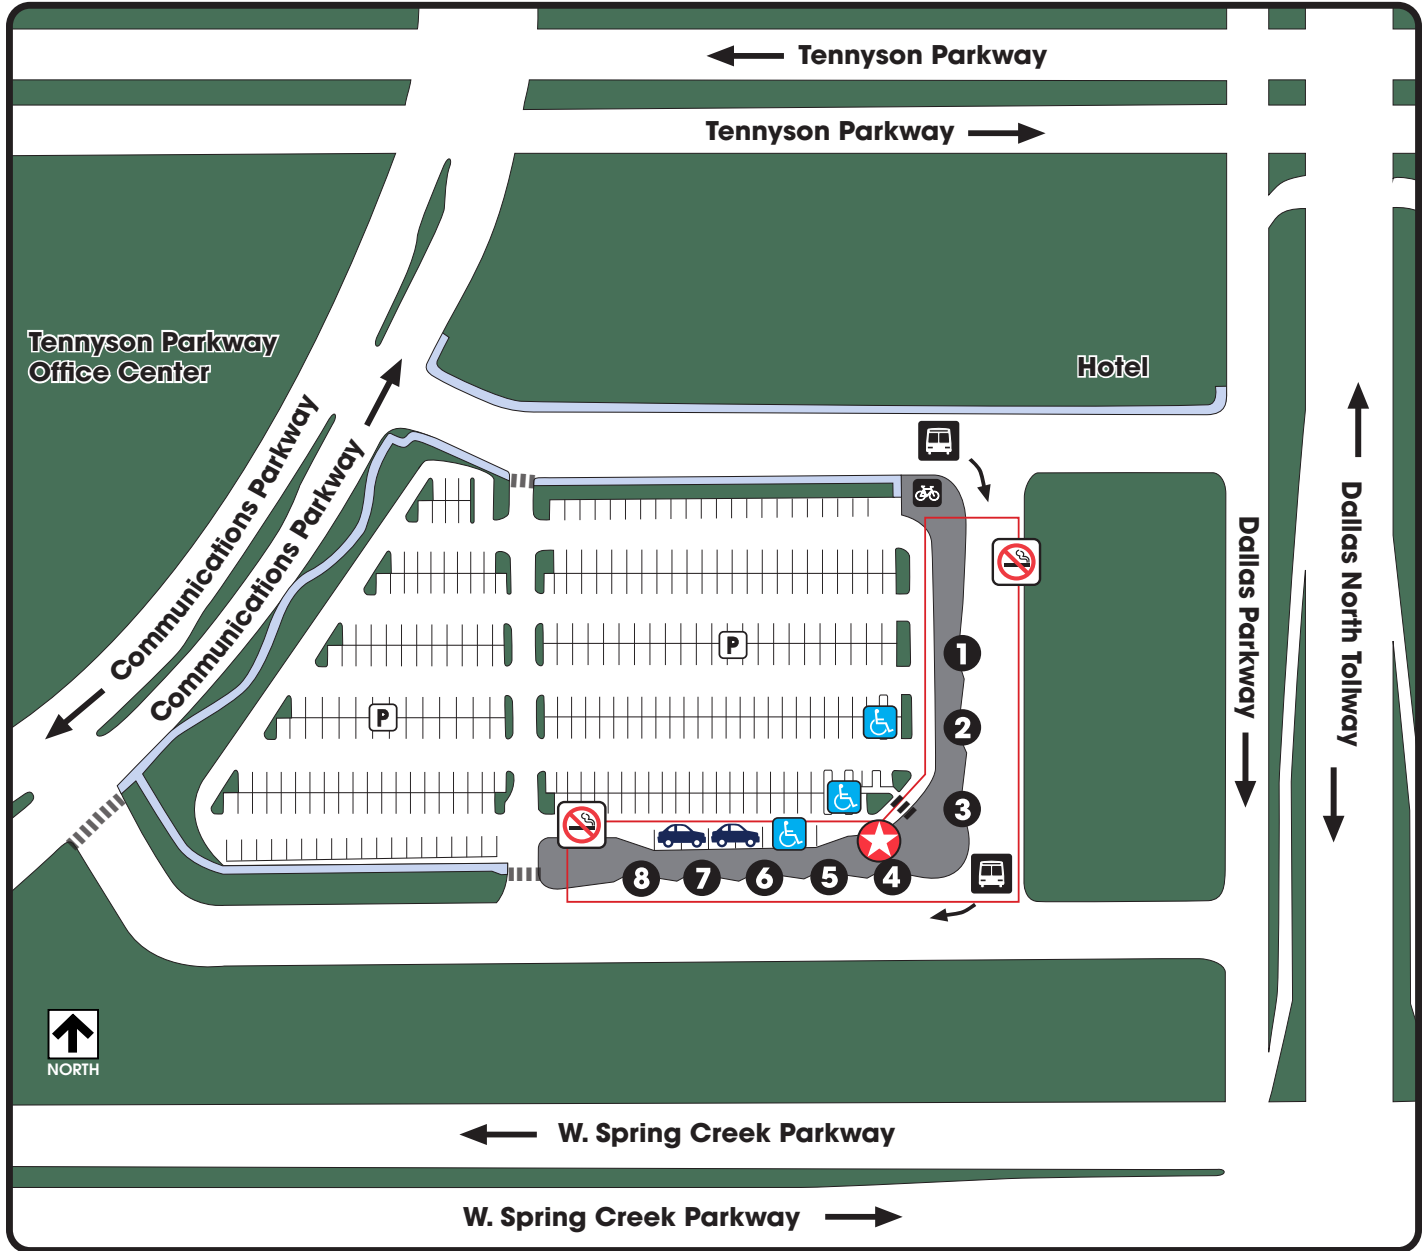 Tennyson Parkway
Tennyson Parkway
Tennyson Parkway
Office Center
Hotel
Communications Parkway
Communications Parkway
Dallas Parkway
Dallas North Tollway
P
P
1
2
3
4
5
6
7
8
NORTH
W. Spring Creek Parkway
W. Spring Creek Parkway